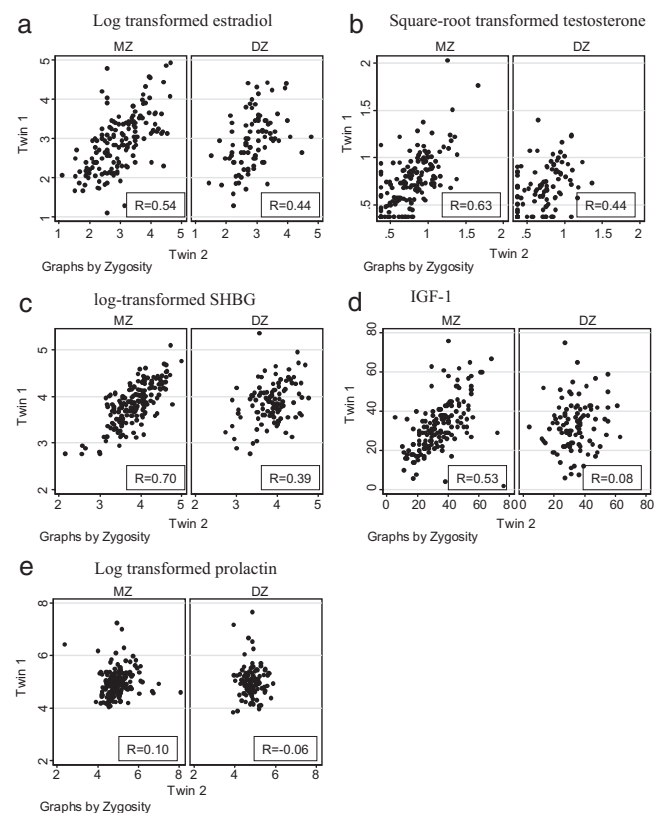 a
Log transformed estradiol
MZ
DZ
Twin 1
5
4
3
2
1
R=0.54
R=0.44
1 2 3 4 5 1 2 3 4 5
Twin 2
Graphs by Zygosity
b
Square-root transformed testosterone
MZ
DZ
Twin 1
2
1.5
1
.5
R=0.63
R=0.44
.5 1 1.5 2 .5 1 1.5 2
Twin 2
Graphs by Zygosity
c
log-transformed SHBG
MZ
DZ
Twin 1
5
4
3
2
R=0.70
R=0.39
2 3 4 5 2 3 4 5
Twin 2
Graphs by Zygosity
d
IGF-1
MZ
DZ
Twin 1
80
60
40
20
0
R=0.53
R=0.08
0 20 40 60 80 0 20 40 60 80
Twin 2
Graphs by Zygosity
e
Log transformed prolactin
MZ
DZ
Twin 1
8
6
4
2
R=0.10
R=-0.06
2 4 6 8 2 4 6 8
Twin 2
Graphs by Zygosity